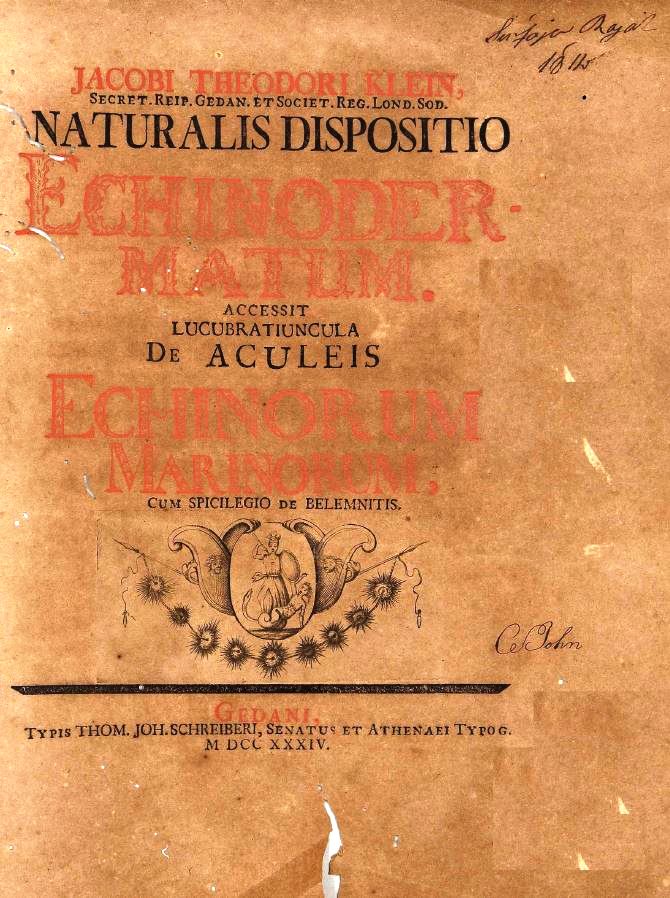 JACOBI THEODORI KLEIN,
SECRET. REIP. GEDAN. ET SOCIET. REG. LOND. SOD.
NATURALIS DISPOSITIO
ECHINODER-
MATUM.
ACCESSIT
LUCUBRATIUNCULA
DE ACULEIS
ECHINORUM
MARINORUM,
CUM SPICILEGIO DE BELEMNITIS.
GEDANI,
TYPIS THOM. JOH. SCHREIBERI, SENATUS ET ATHENAEI TYPOG.
M DCC XXXIV.